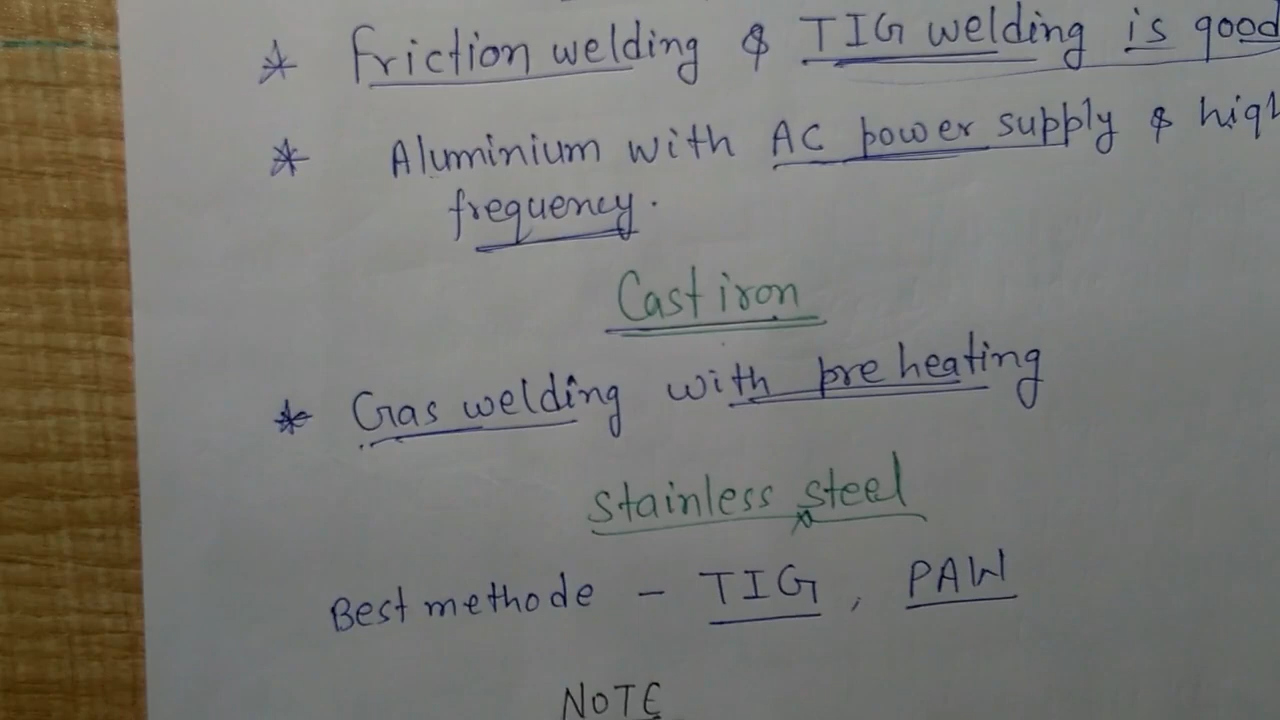 * Friction welding & TIG welding is good
* Aluminium with AC power supply & high
frequency.
Cast iron
* Gas welding with pre heating
Stainless steel
Best methode - TIG, PAW
NOTE